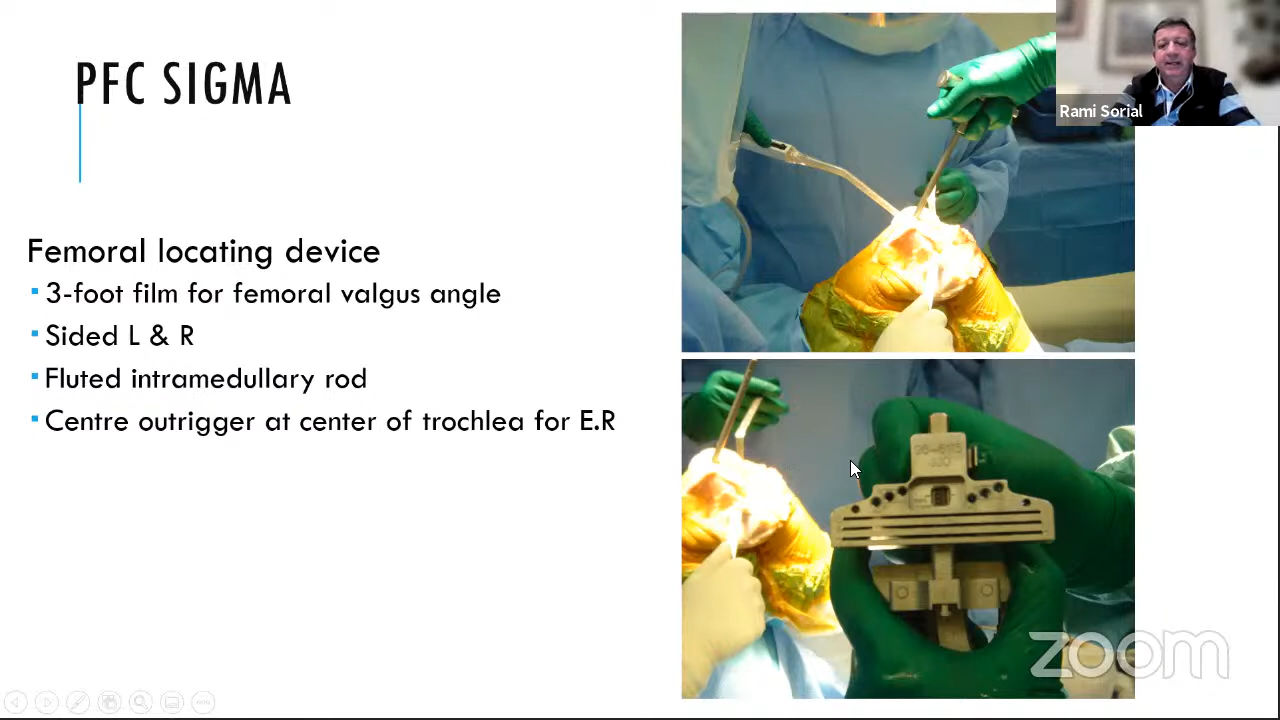 PFC SIGMA
Rami Sorial
Femoral locating device
3-foot film for femoral valgus angle
Sided L & R
Fluted intramedullary rod
Centre outrigger at center of trochlea for E.R
zoom